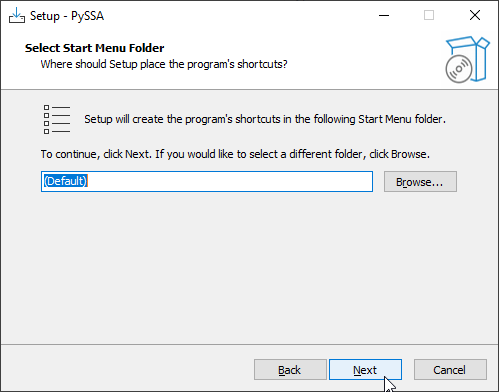 Setup - PySSA
Select Start Menu Folder
Where should Setup place the program's shortcuts?
Setup will create the program's shortcuts in the following Start Menu folder.
To continue, click Next. If you would like to select a different folder, click Browse.
(Default)
Browse...
Back
Next
Cancel